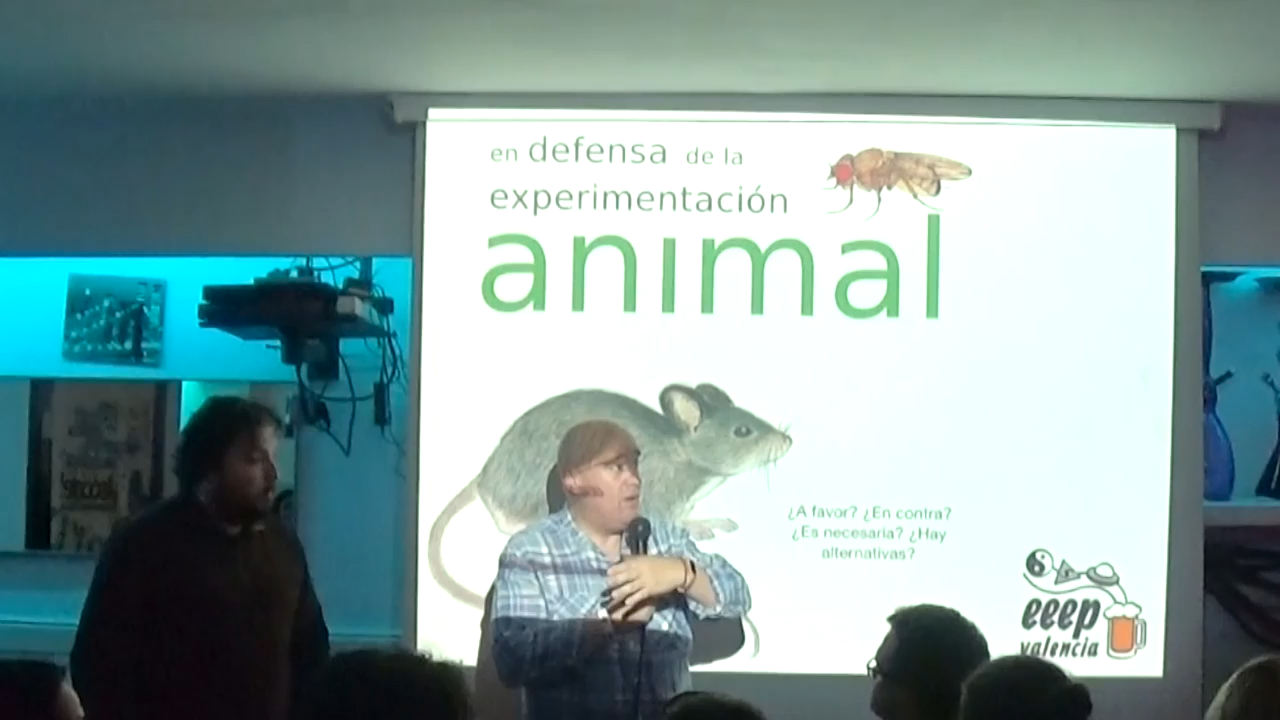 en defensa de la
experimentación
animal
¿A favor? ¿En contra?
¿Es necesaria? ¿Hay
alternativas?
eeep
valencia